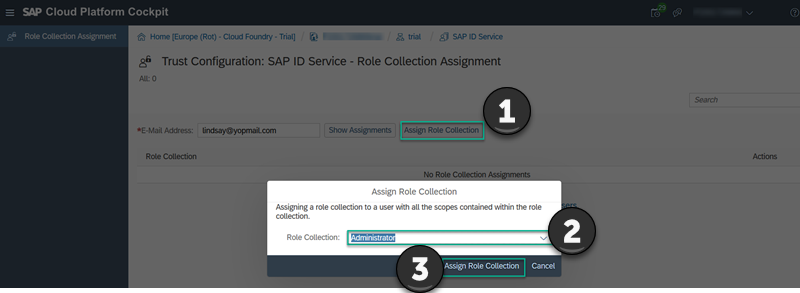 SAP Cloud Platform Cockpit
29
Role Collection Assignment
Home [Europe (Rot) - Cloud Foundry - Trial] / / trial / SAP ID Service
Trust Configuration: SAP ID Service - Role Collection Assignment
All: 0
Search
1
*E-Mail Address: lindsay@yopmail.com Show Assignments Assign Role Collection
Role Collection Actions
No Role Collection Assignments
Assign Role Collection
Assigning a role collection to a user with all the scopes contained within the role
collection.
Role Collection: Administrator 2
3 Assign Role Collection Cancel